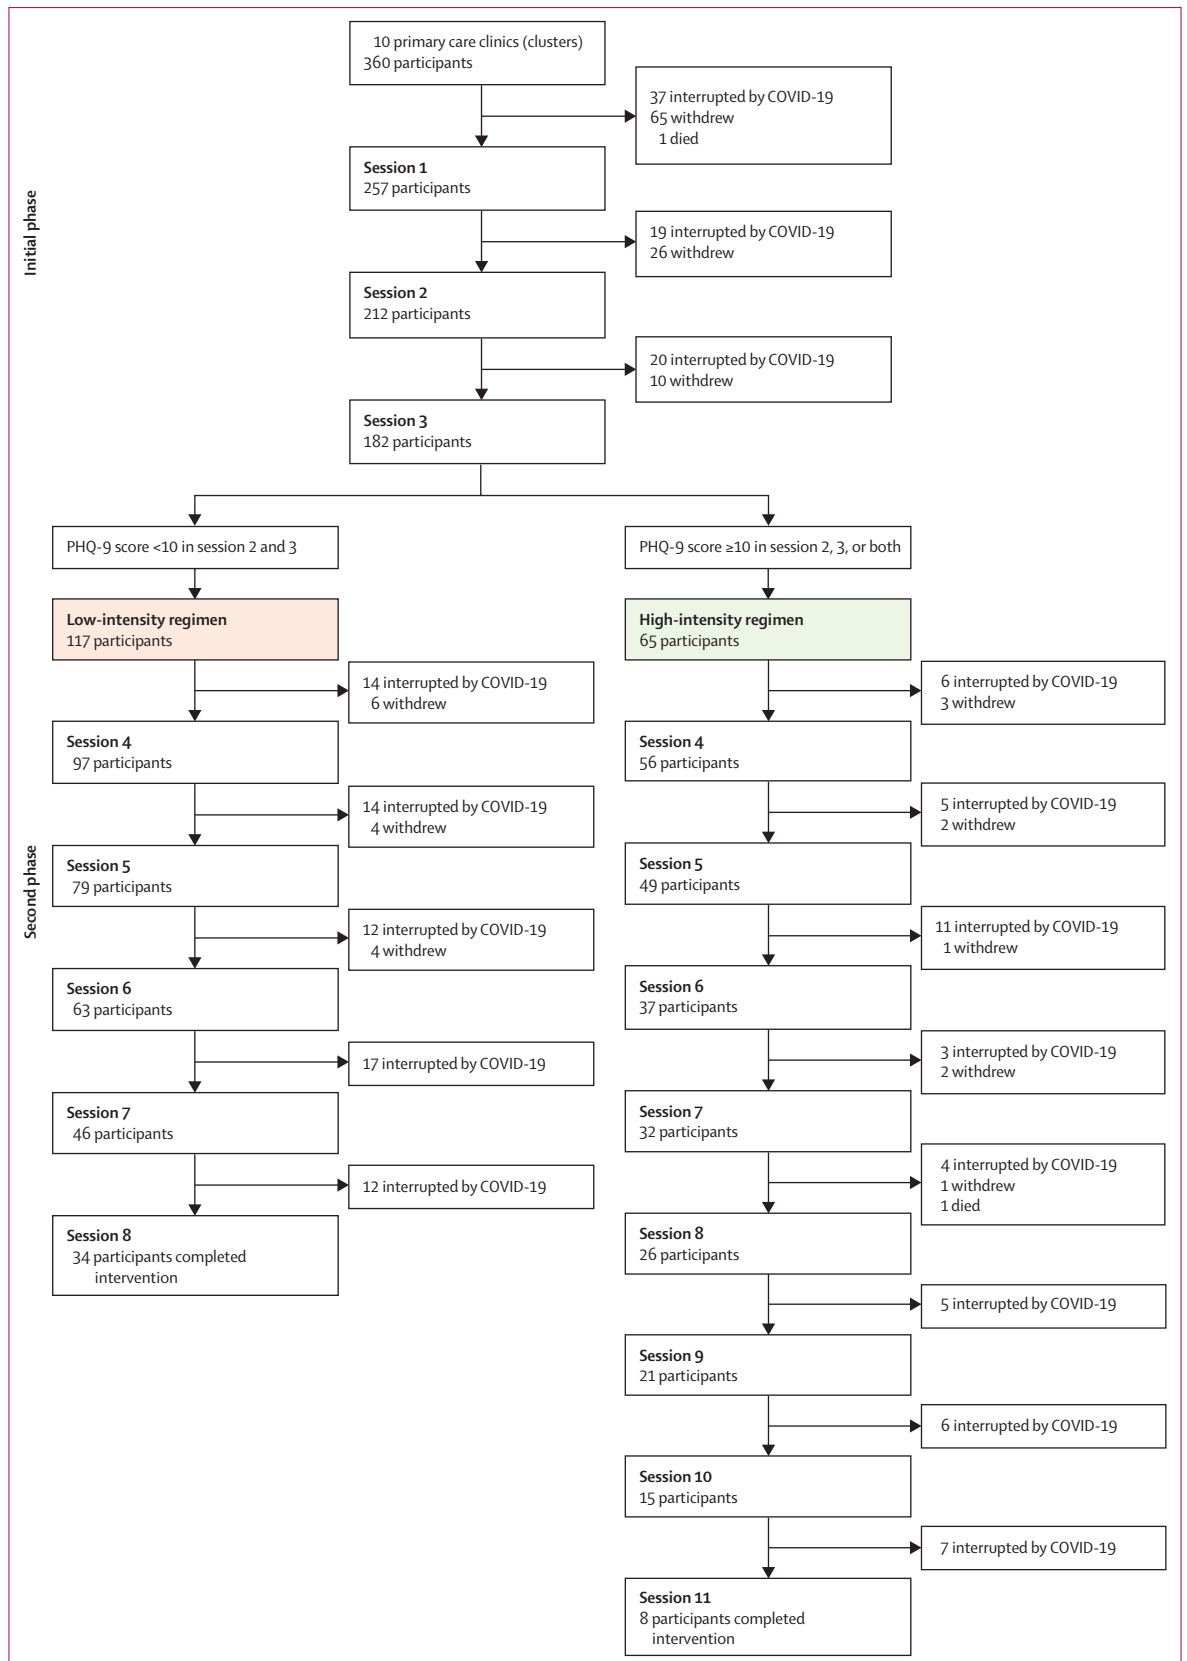 10 primary care clinics (clusters)
360 participants
37 interrupted by COVID-19
65 withdrew
1 died
Initial phase
Session 1
257 participants
19 interrupted by COVID-19
26 withdrew
Session 2
212 participants
20 interrupted by COVID-19
10 withdrew
Session 3
182 participants
PHQ-9 score <10 in session 2 and 3
PHQ-9 score ≥10 in session 2, 3, or both
Second phase
Low-intensity regimen
117 participants
14 interrupted by COVID-19
6 withdrew
Session 4
97 participants
14 interrupted by COVID-19
4 withdrew
Session 5
79 participants
12 interrupted by COVID-19
4 withdrew
Session 6
63 participants
17 interrupted by COVID-19
Session 7
46 participants
12 interrupted by COVID-19
Session 8
34 participants completed
intervention
High-intensity regimen
65 participants
6 interrupted by COVID-19
3 withdrew
Session 4
56 participants
5 interrupted by COVID-19
2 withdrew
Session 5
49 participants
11 interrupted by COVID-19
1 withdrew
Session 6
37 participants
3 interrupted by COVID-19
2 withdrew
Session 7
32 participants
4 interrupted by COVID-19
1 withdrew
1 died
Session 8
26 participants
5 interrupted by COVID-19
Session 9
21 participants
6 interrupted by COVID-19
Session 10
15 participants
7 interrupted by COVID-19
Session 11
8 participants completed
intervention